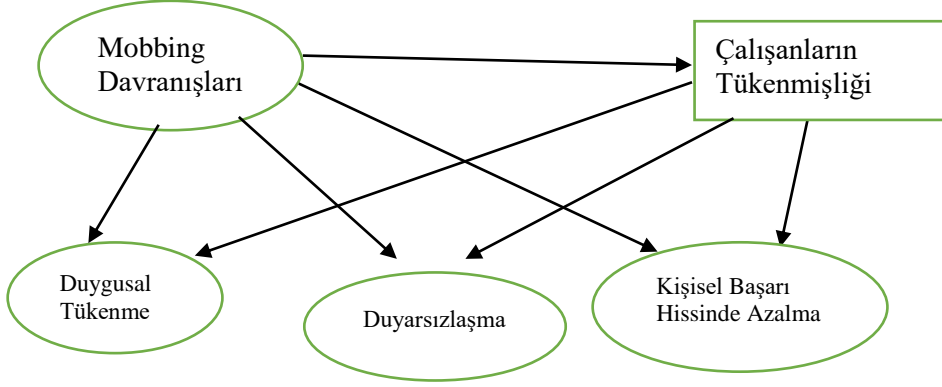 Mobbing
Davranışları
Çalışanların
Tükenmişliği
Duygusal
Tükenme
Duyarsızlaşma
Kişisel Başarı
Hissinde Azalma